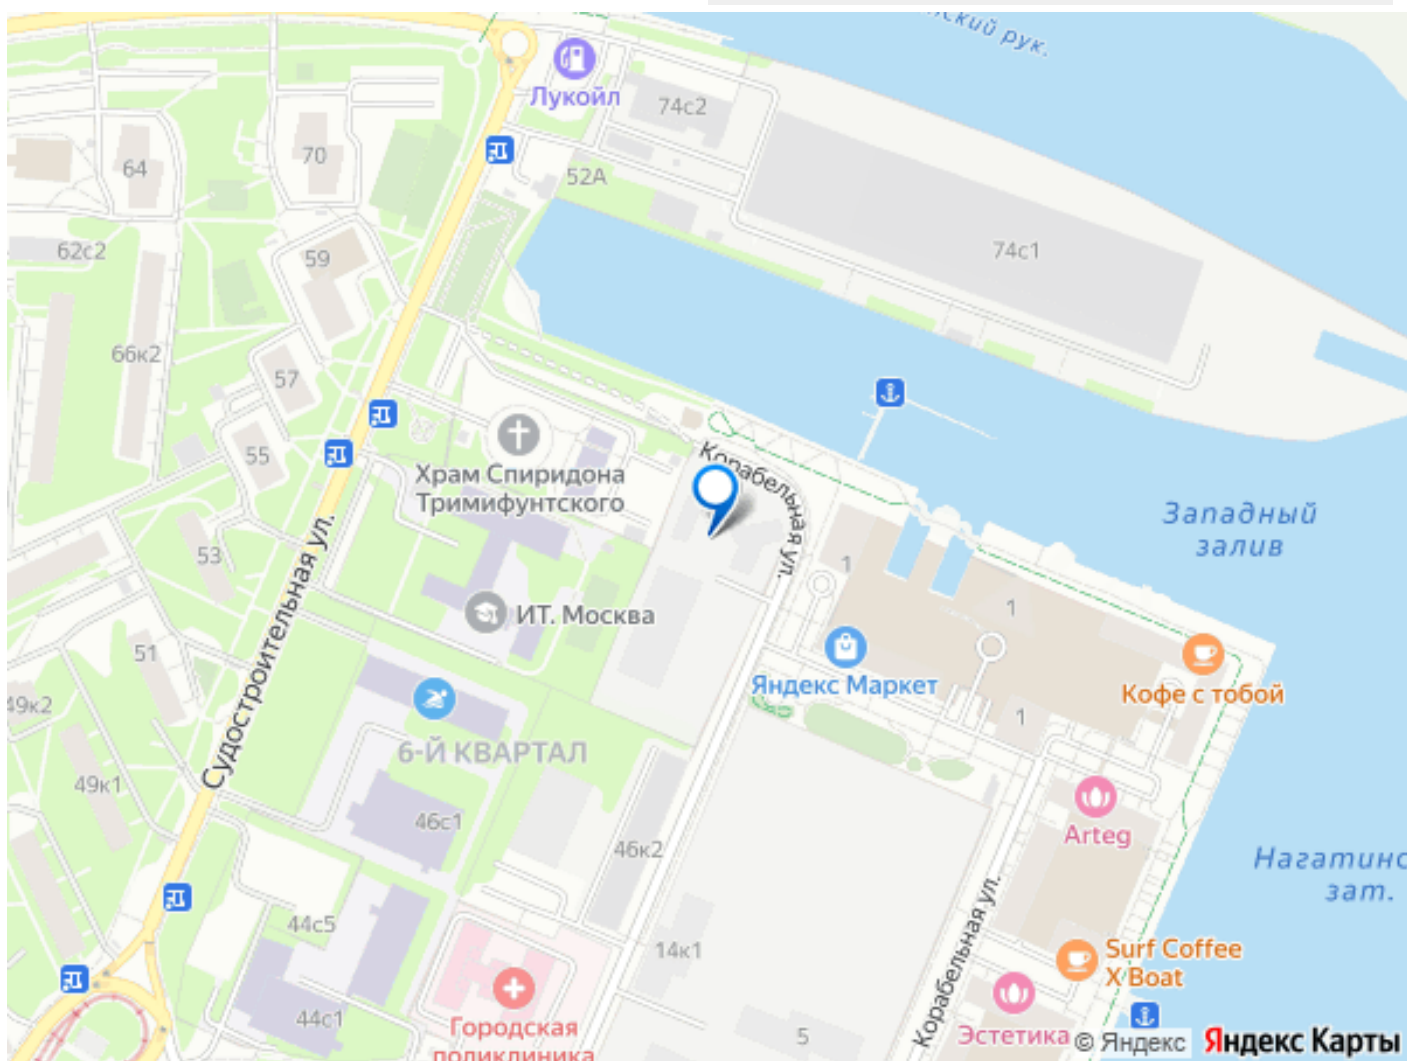 ский рук.
Лукойл
74с2
70
64
52А
62с2
59
74с1
66к2
57
55
Корабельная ул.
Храм Спиридона
Тримифунтского
Западный
залив
53
1
1
ИТ. Москва
Судостроительная ул.
51
Яндекс Маркет
Кофе с тобой
49к2
1
6-Й КВАРТАЛ
49к1
46с1
Arteg
46к2
Нагатинс
зат.
44с5
Корабельная ул.
14к1
Surf Coffee
X Boat
44с1
Городская
поликлиника
5
Эстетика
© Яндекс Яндекс Карты